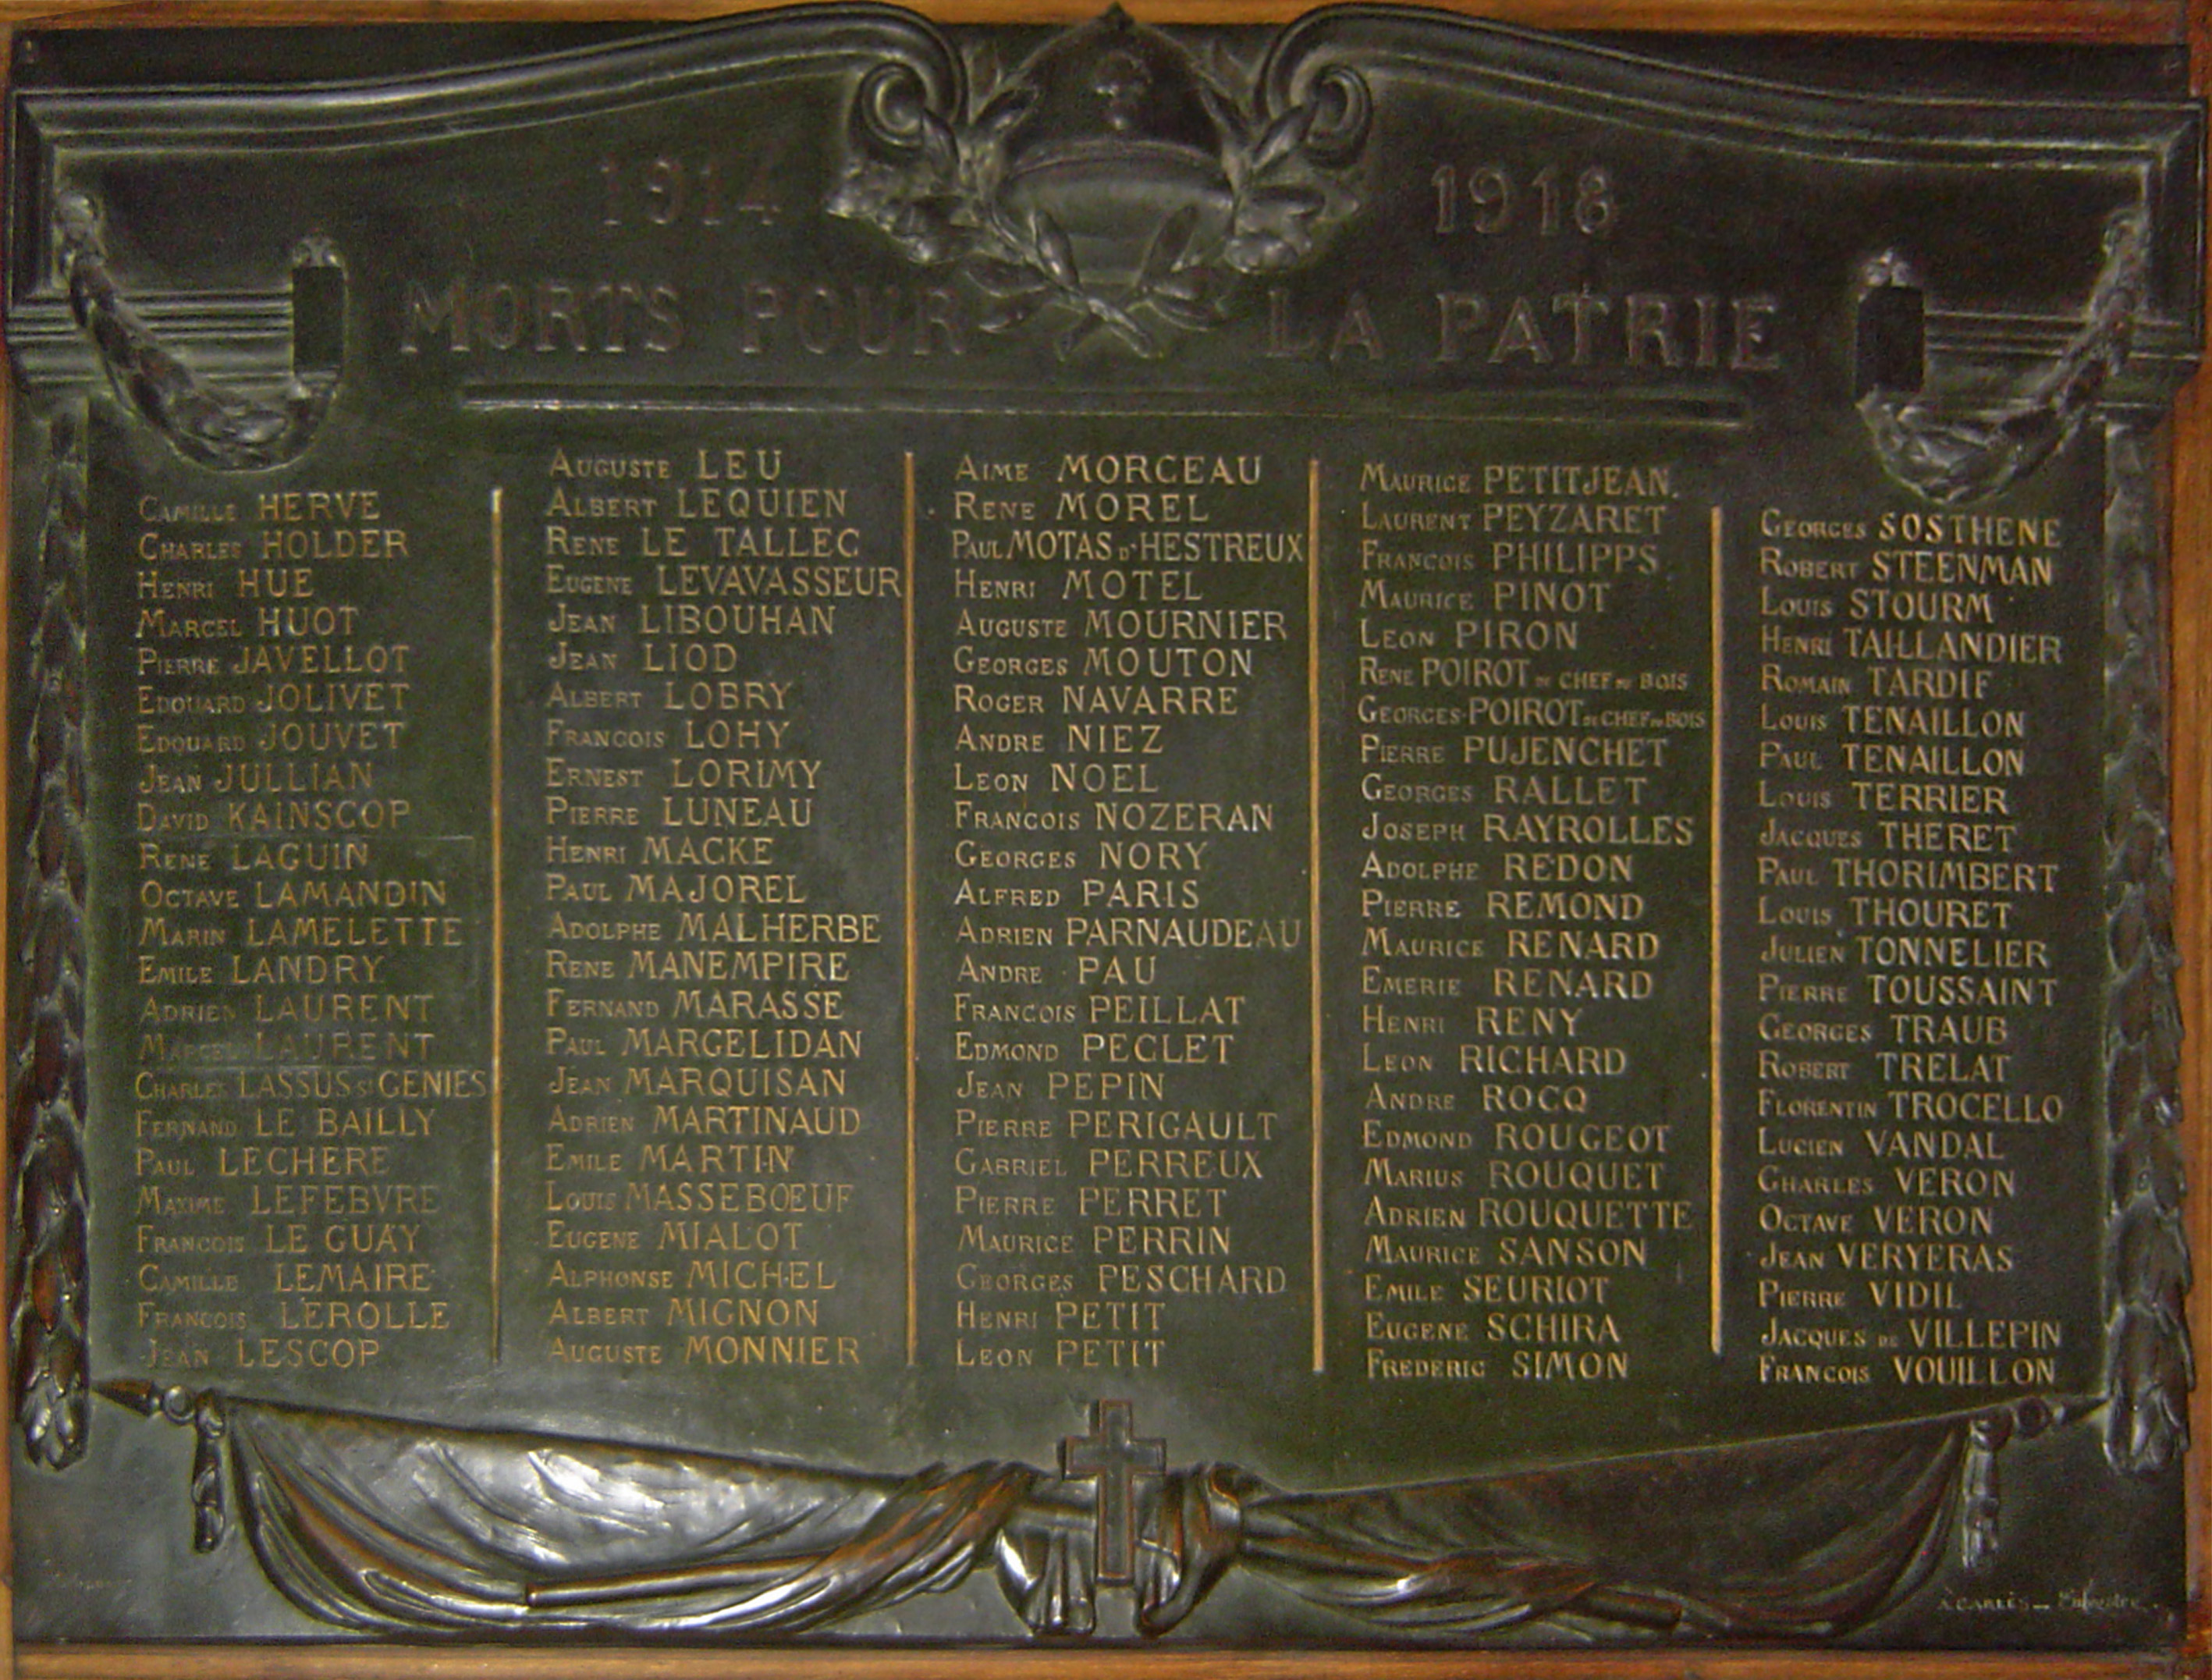 1914 1918
MORTS POUR LA PATRIE
CAMILLE HERVE
CHARLES HOLDER
HENRI HUE
MARCEL HUOT
PIERRE JAVELLOT
EDOUARD JOLIVET
EDOUARD JOUVET
JEAN JULLIAN
DAVID KAINSCOP
RENE LAGUIN
OCTAVE LAMANDIN
MARIN LAMELETTE
EMILE LANDRY
ADRIEN LAURENT
MARCEL LAURENT
CHARLES LASSUS ST GENIES
FERNAND LE BAILLY
PAUL LECHERE
MAXIME LEFEBVRE
FRANCOIS LE GUAY
CAMILLE LEMAIRE
FRANCOIS LEROLLE
JEAN LESCOP
AUGUSTE LEU
ALBERT LEQUIEN
RENE LE TALLEC
EUGENE LEVAVASSEUR
JEAN LIBOUHAN
JEAN LIOD
ALBERT LOBRY
FRANCOIS LOHY
ERNEST LORIMY
PIERRE LUNEAU
HENRI MACKE
PAUL MAJOREL
ADOLPHE MALHERBE
RENE MANEMPIRE
FERNAND MARASSE
PAUL MARGELIDAN
JEAN MARQUISAN
ADRIEN MARTINAUD
EMILE MARTIN
LOUIS MASSEBŒUF
EUGENE MIALOT
ALPHONSE MICHEL
ALBERT MIGNON
AUGUSTE MONNIER
AIME MORCEAU
RENE MOREL
PAUL MOTAS D'HESTREUX
HENRI MOTEL
AUGUSTE MOURNIER
GEORGES MOUTON
ROGER NAVARRE
ANDRE NIEZ
LEON NOEL
FRANCOIS NOZERAN
GEORGES NORY
ALFRED PARIS
ADRIEN PARNAUDEAU
ANDRE PAU
FRANCOIS PEILLAT
EDMOND PECLET
JEAN PEPIN
PIERRE PERIGAULT
GABRIEL PERREUX
PIERRE PERRET
MAURICE PERRIN
GEORGES PESCHARD
HENRI PETIT
LEON PETIT
MAURICE PETITJEAN
LAURENT PEYZARET
FRANCOIS PHILIPPS
MAURICE PINOT
LEON PIRON
RENE POIROT DE CHEF DU BOIS
GEORGES POIROT DE CHEF DU BOIS
PIERRE PUJENCHET
GEORGES RALLET
JOSEPH RAYROLLES
ADOLPHE REDON
PIERRE REMOND
MAURICE RENARD
EMERIE RENARD
HENRI RENY
LEON RICHARD
ANDRE ROCQ
EDMOND ROUGEOT
MARIUS ROUQUET
ADRIEN ROUQUETTE
MAURICE SANSON
EMILE SEURIOT
EUGENE SCHIRA
FREDERIC SIMON
GEORGES SOSTHENE
ROBERT STEENMAN
LOUIS STOURM
HENRI TAILLANDIER
ROMAIN TARDIF
LOUIS TENAILLON
PAUL TENAILLON
LOUIS TERRIER
JACQUES THERET
PAUL THORIMBERT
LOUIS THOURET
JULIEN TONNELIER
PIERRE TOUSSAINT
GEORGES TRAUB
ROBERT TRELAT
FLORENTIN TROCELLO
LUCIEN VANDAL
CHARLES VERON
OCTAVE VERON
JEAN VERYERAS
PIERRE VIDIL
JACQUES DE VILLEPIN
FRANCOIS VOUILLON
A. CARLÈS - Silvestre